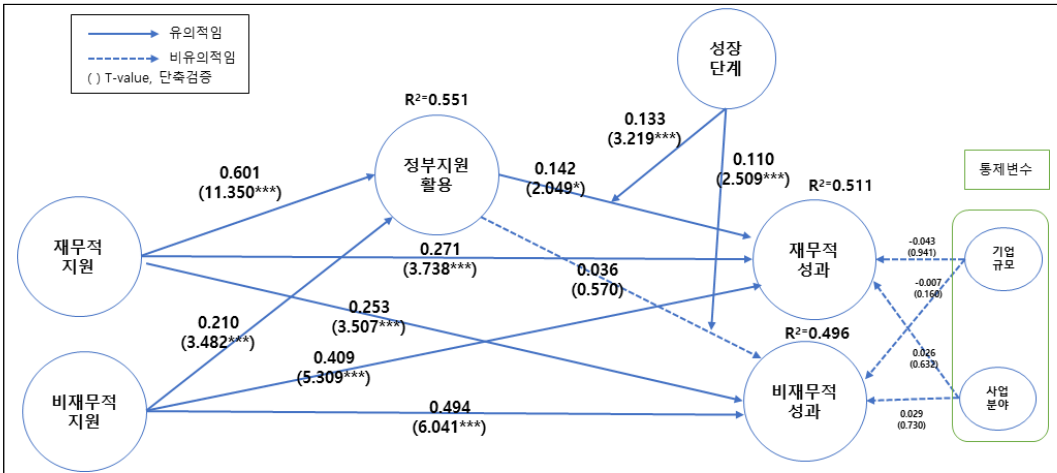 유의적임
비유의적임
( ) T-value, 단측검증
성장
단계
R²=0.551
0.133
(3.219***)
정부지원
활용
0.601
(11.350***)
0.142
(2.049*)
0.110
(2.509***)
R²=0.511
통제변수
재무적
지원
0.271
(3.738***)
0.036
(0.570)
재무적
성과
-0.043
(0.941)
기업
규모
-0.007
(0.160)
0.210
(3.482***)
0.253
(3.507***)
R²=0.496
0.409
(5.309***)
0.026
(0.632)
비재무적
지원
0.494
(6.041***)
비재무적
성과
사업
분야
0.029
(0.730)